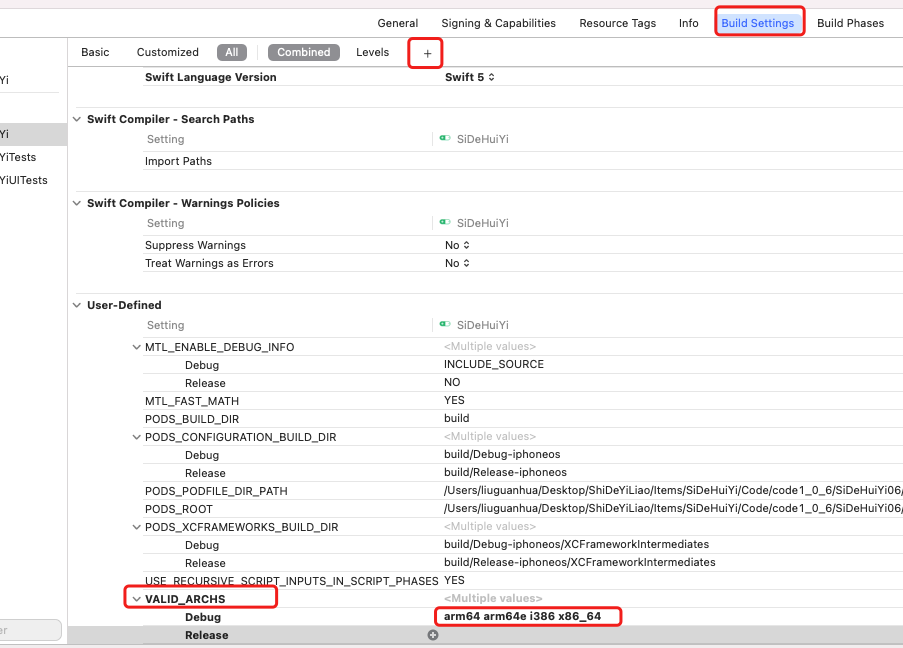 General Signing & Capabilities Resource Tags Info Build Settings Build Phases
Basic Customized All Combined Levels +
Swift Language Version Swift 5
Yi
Swift Compiler - Search Paths
Yi
Setting SiDeHuiYi
YiTests
Import Paths
YiUITests
Swift Compiler - Warnings Policies
Setting SiDeHuiYi
Suppress Warnings No
Treat Warnings as Errors No
User-Defined
Setting SiDeHuiYi
MTL_ENABLE_DEBUG_INFO <Multiple values>
Debug INCLUDE_SOURCE
Release NO
MTL_FAST_MATH YES
PODS_BUILD_DIR build
PODS_CONFIGURATION_BUILD_DIR <Multiple values>
Debug build/Debug-iphoneos
Release build/Release-iphoneos
PODS_PODFILE_DIR_PATH /Users/liuguanhua/Desktop/ShiDeYiLiao/Items/SiDeHuiYi/Code/code1_0_6/SiDeHuiYi06/
PODS_ROOT /Users/liuguanhua/Desktop/ShiDeYiLiao/Items/SiDeHuiYi/Code/code1_0_6/SiDeHuiYi06/
PODS_XCFRAMEWORKS_BUILD_DIR <Multiple values>
Debug build/Debug-iphoneos/XCFrameworkIntermediates
Release build/Release-iphoneos/XCFrameworkIntermediates
USE_RECURSIVE_SCRIPT_INPUTS_IN_SCRIPT_PHASES YES
VALID_ARCHS <Multiple values>
Debug arm64 arm64e i386 x86_64
er
Release